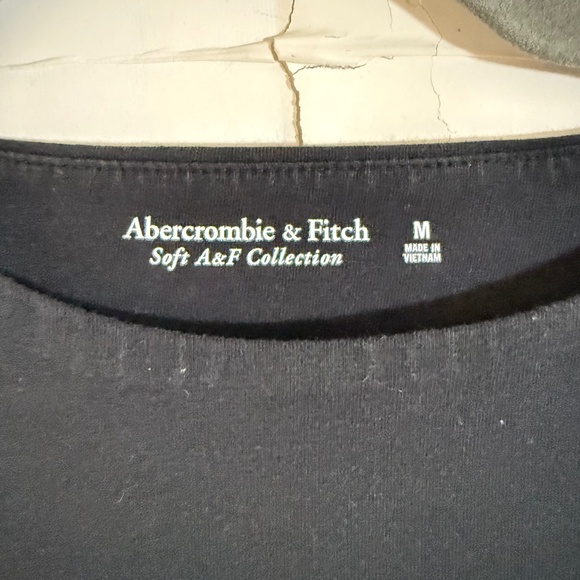 Abercrombie & Fitch
Soft A&F Collection
M
MADE IN
VIETNAM